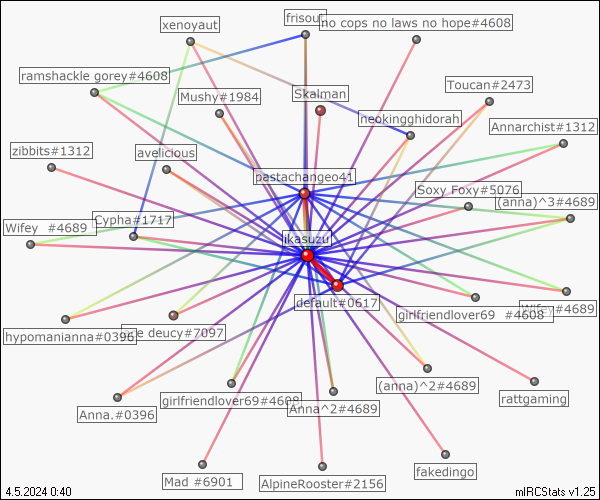 xenoyaut
frisou
no cops no laws no hope#4608
ramshackle gorey#4608
Toucan#2473
Mushy#1984
Skalman
neokingghidorah
Annarchist#1312
zibbits#1312
avelicious
pastachangeo41
Soxy Foxy#5076
(anna)^3#4689
Wifey #4689
Cypha#1717
ikasuzu
default#0617
girlfriendlover69 #4608
Wifey#4689
hypomanianna#0396
deucy#7097
girlfriendlover69#4608
Anna^2#4689
(anna)^2#4689
rattgaming
Anna.#0396
Mad #6901
AlpineRooster#2156
fakedingo
4.5.2024 0:40
mIRCStats v1.25